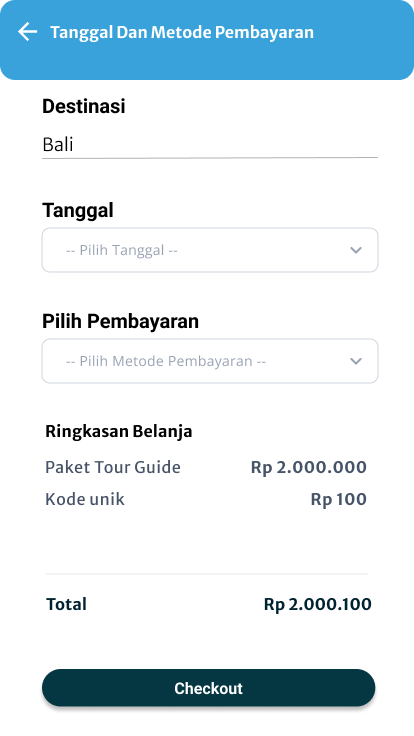 Tanggal Dan Metode Pembayaran
Destinasi
Bali
Tanggal
-- Pilih Tanggal --
Pilih Pembayaran
-- Pilih Metode Pembayaran --
Ringkasan Belanja
Paket Tour Guide Rp 2.000.000
Kode unik Rp 100
Total Rp 2.000.100
Checkout